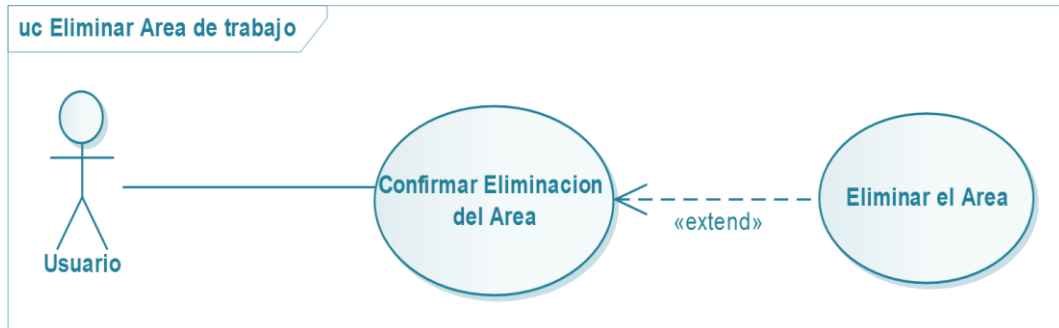 uc Eliminar Area de trabajo
Usuario
Confirmar Eliminacion
del Area
«extend»
Eliminar el Area